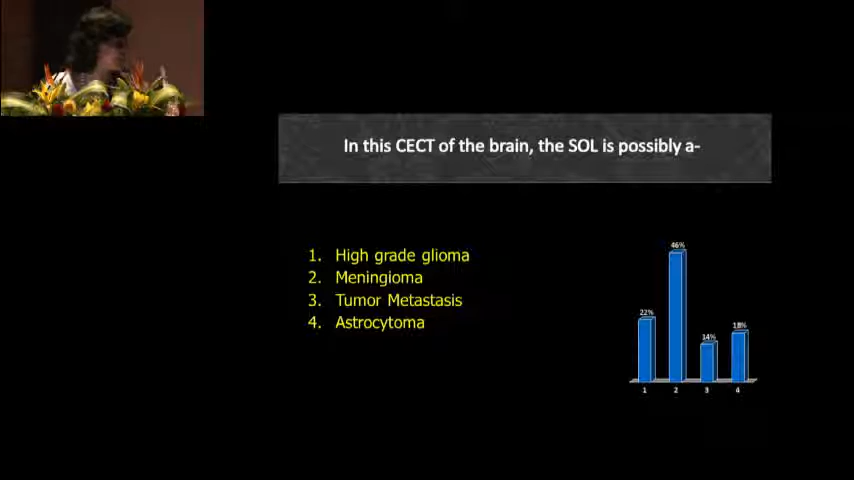 In this CECT of the brain, the SOL is possibly a-
1. High grade glioma
2. Meningioma
3. Tumor Metastasis
4. Astrocytoma
46%
22%
14%
18%
1 2 3 4